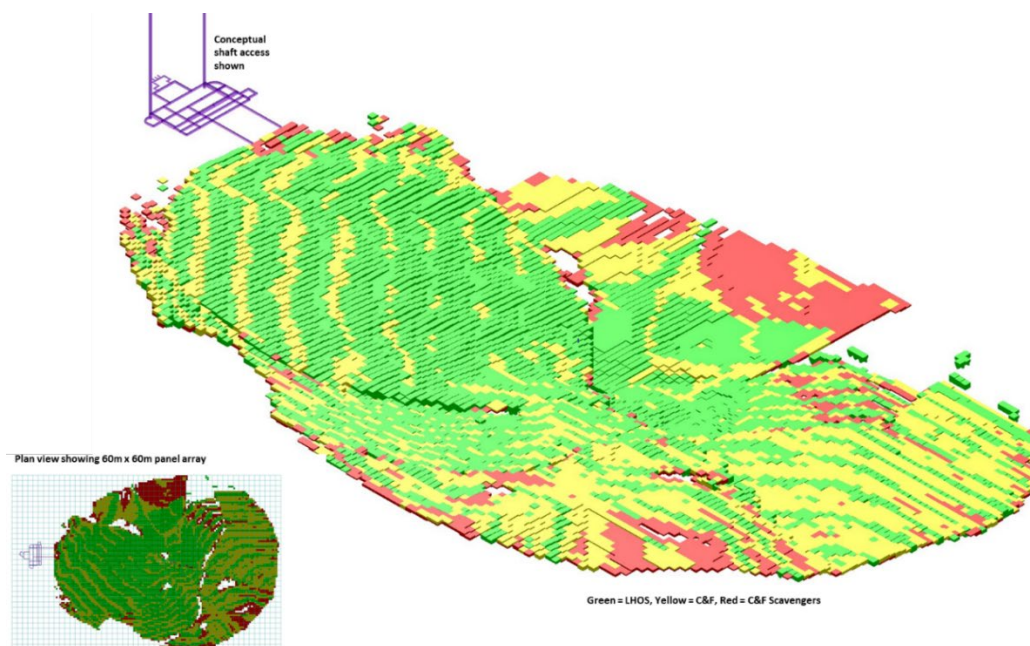 Conceptual
shaft access
shown
Plan view showing 60m x 60m panel array
Green = LHOS, Yellow = C&F, Red = C&F Scavengers